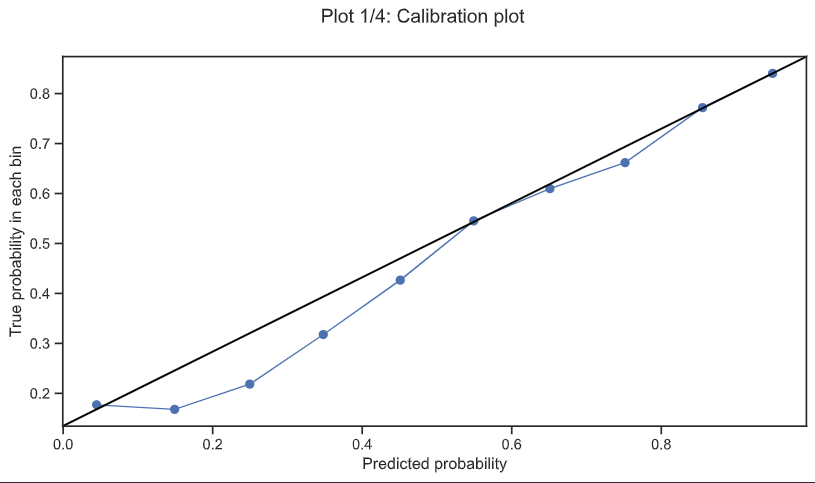 Plot 1/4: Calibration plot
True probability in each bin
0.8
0.7
0.6
0.5
0.4
0.3
0.2
0.0 0.2 0.4 0.6 0.8
Predicted probability